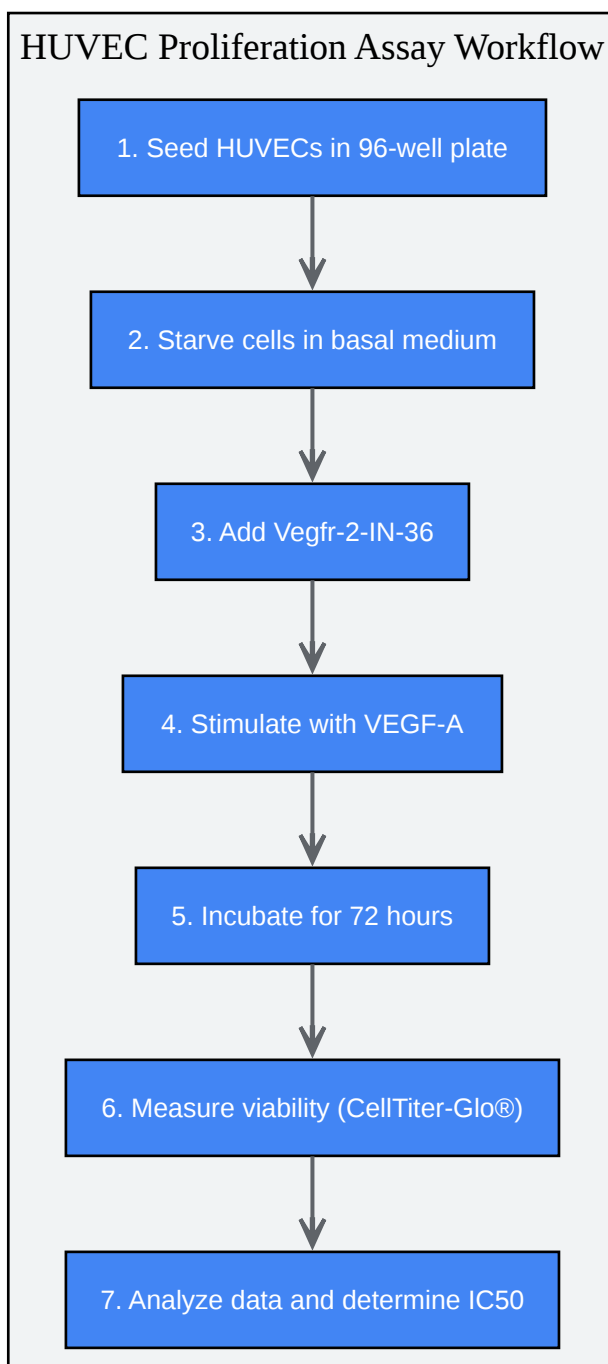 HUVEC Proliferation Assay Workflow
1. Seed HUVECs in 96-well plate
2. Starve cells in basal medium
3. Add Vegfr-2-IN-36
4. Stimulate with VEGF-A
5. Incubate for 72 hours
6. Measure viability (CellTiter-Glo®)
7. Analyze data and determine IC50